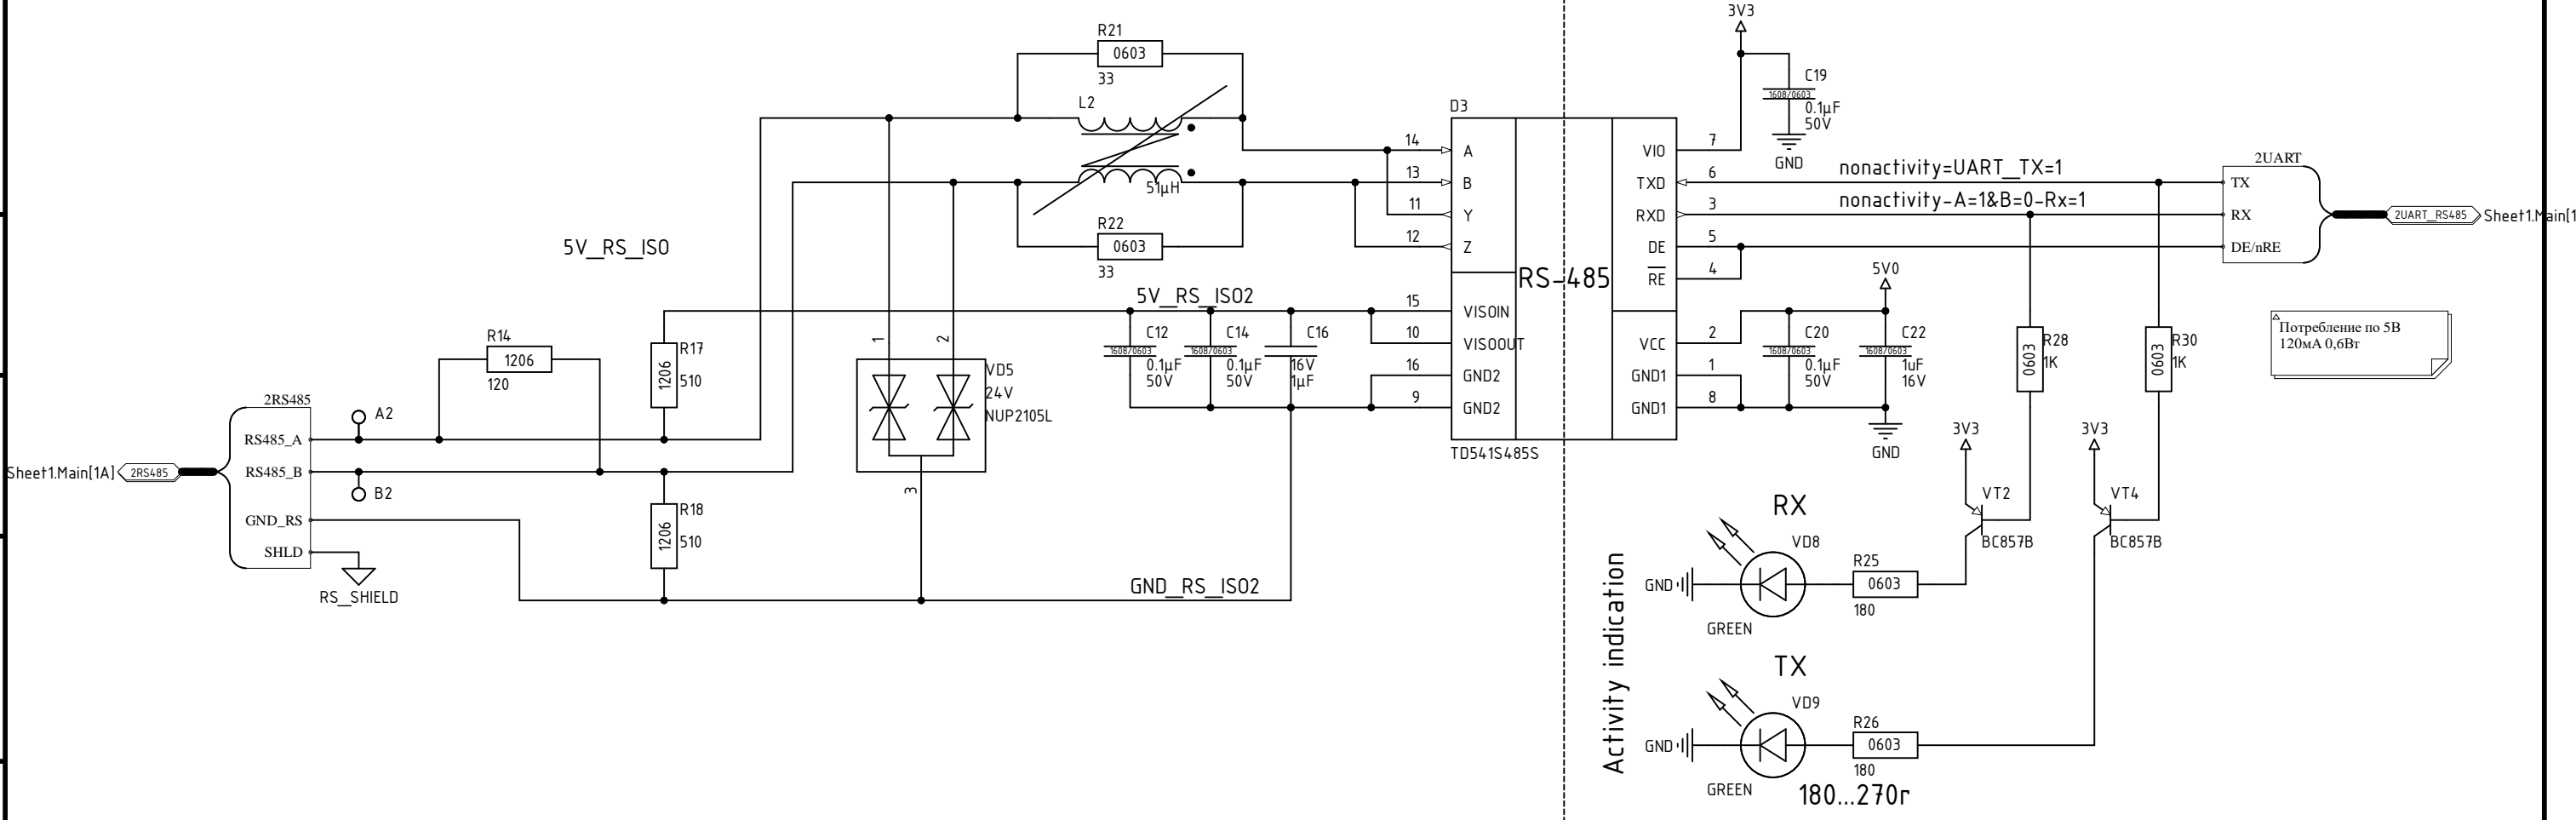 R21
0603
33
L2
51µH
R22
0603
33
5V_RS_ISO
5V_RS_ISO2
R14
1206
120
R17
1206
510
R18
1206
510
2RS485
RS485_A
RS485_B
GND_RS
SHLD
RS_SHIELD
Sheet1.Main[1A]
2RS485
A2
B2
1
2
3
VD5
24V
NUP2105L
C12
1608/0603
0.1µF
50V
C14
1608/0603
0.1µF
50V
C16
16V
1µF
GND_RS_ISO2
D3
14
A
13
B
11
Y
12
Z
15
VISOIN
10
VISOOUT
16
GND2
9
GND2
RS-485
TD541S485S
VIO
7
TXD
6
RXD
3
DE
5
RE
4
VCC
2
GND1
1
GND1
8
3V3
C19
1608/0603
0.1µF
50V
GND
nonactivity=UART_TX=1
nonactivity-A=1&B=0-Rx=1
5V0
C20
1608/0603
0.1µF
50V
C22
1608/0603
1uF
16V
GND
2UART
TX
RX
DE/nRE
2UART_RS485
Sheet1.Main[1
Потребление по 5В
120мА 0,6Вт
R28
0603
1K
R30
0603
1K
3V3
VT2
BC857B
3V3
VT4
BC857B
Activity indication
RX
VD8
GND
GREEN
R25
0603
180
TX
VD9
GND
GREEN
R26
0603
180
180...270r